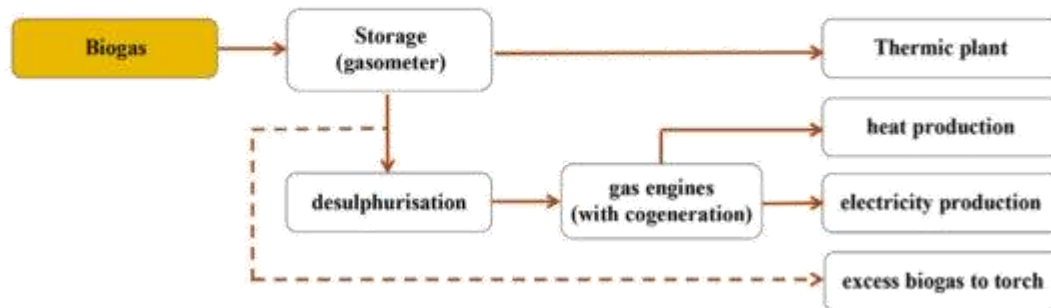 Biogas
Storage
(gasometer)
Thermic plant
heat production
desulphurisation
gas engines
(with cogeneration)
electricity production
excess biogas to torch